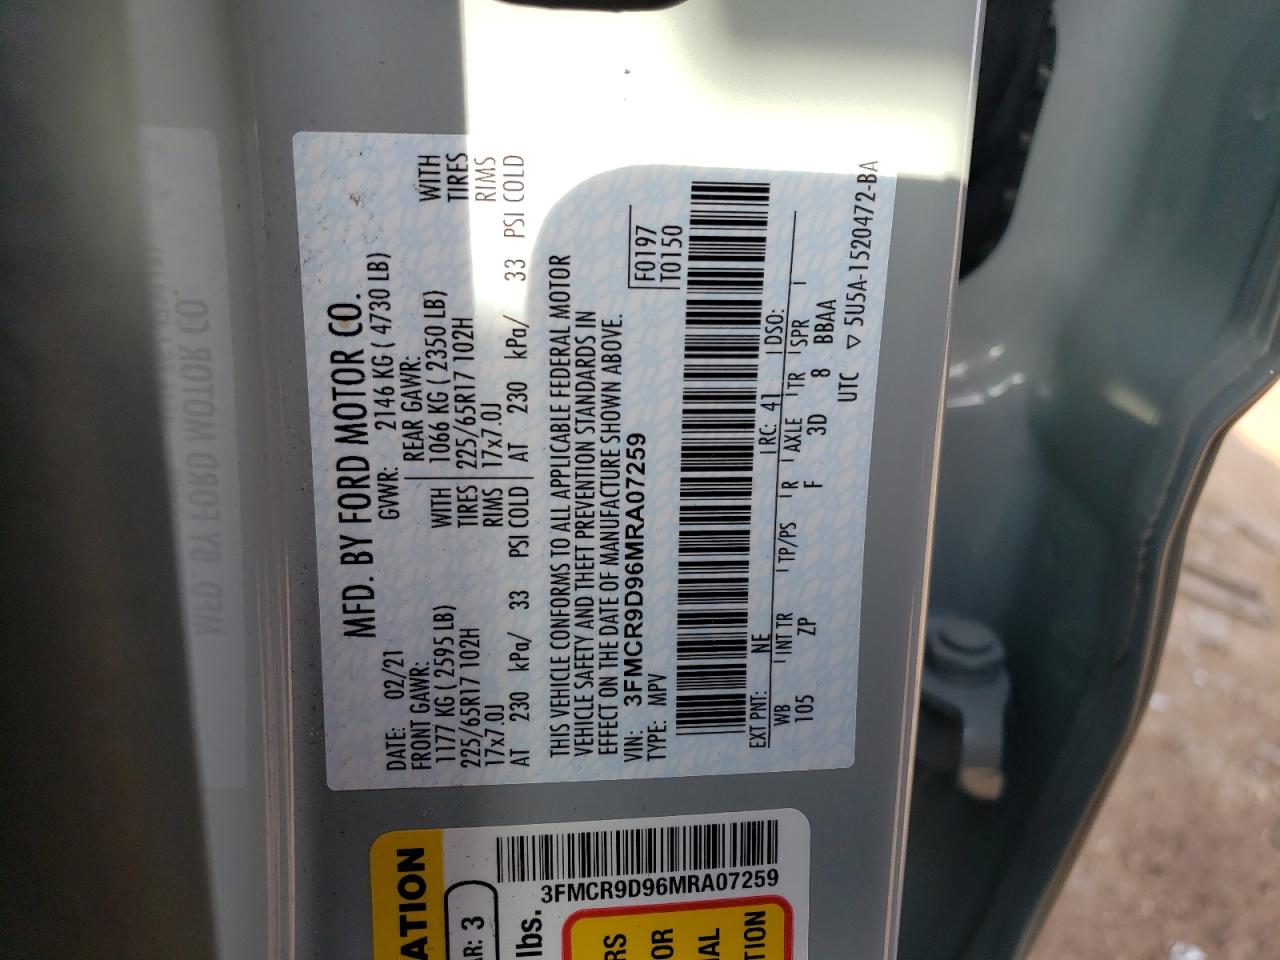 MFD. BY FORD MOTOR CO.
DATE: 02/21 GVWR: 2146 KG ( 4730 LB)
FRONT GAWR: REAR GAWR:
1177 KG ( 2595 LB) WITH 1066 KG ( 2350 LB) WITH
225/65R17 102H TIRES 225/65R17 102H TIRES
17x7.0J RIMS 17x7.0J RIMS
AT 230 kPa/ 33 PSI COLD AT 230 kPa/ 33 PSI COLD
THIS VEHICLE CONFORMS TO ALL APPLICABLE FEDERAL MOTOR
VEHICLE SAFETY AND THEFT PREVENTION STANDARDS IN
EFFECT ON THE DATE OF MANUFACTURE SHOWN ABOVE.
VIN: 3FMCR9D96MRA07259 F0197
TYPE: MPV T0150
EXT PNT: NE RC: 41 DSO:
WB INT TR TP/PS R AXLE TR SPR
105 ZP F 3D 8 BBAA
UTC ▽ 5U5A-1520472-BA
3FMCR9D96MRA07259